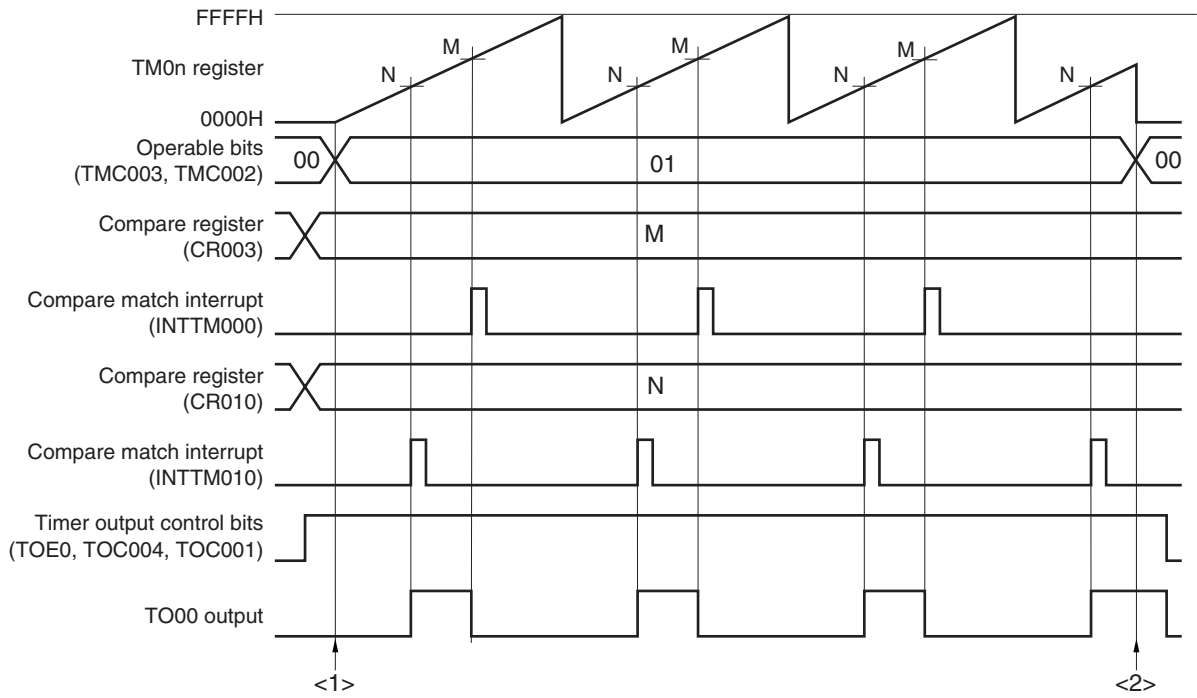 FFFFH
M
M
M
TM0n register
N
N
N
N
0000H
Operable bits
(TMC003, TMC002)
00
01
00
Compare register
(CR003)
M
Compare match interrupt
(INTTM000)
Compare register
(CR010)
N
Compare match interrupt
(INTTM010)
Timer output control bits
(TOE0, TOC004, TOC001)
TO00 output
<1>
<2>